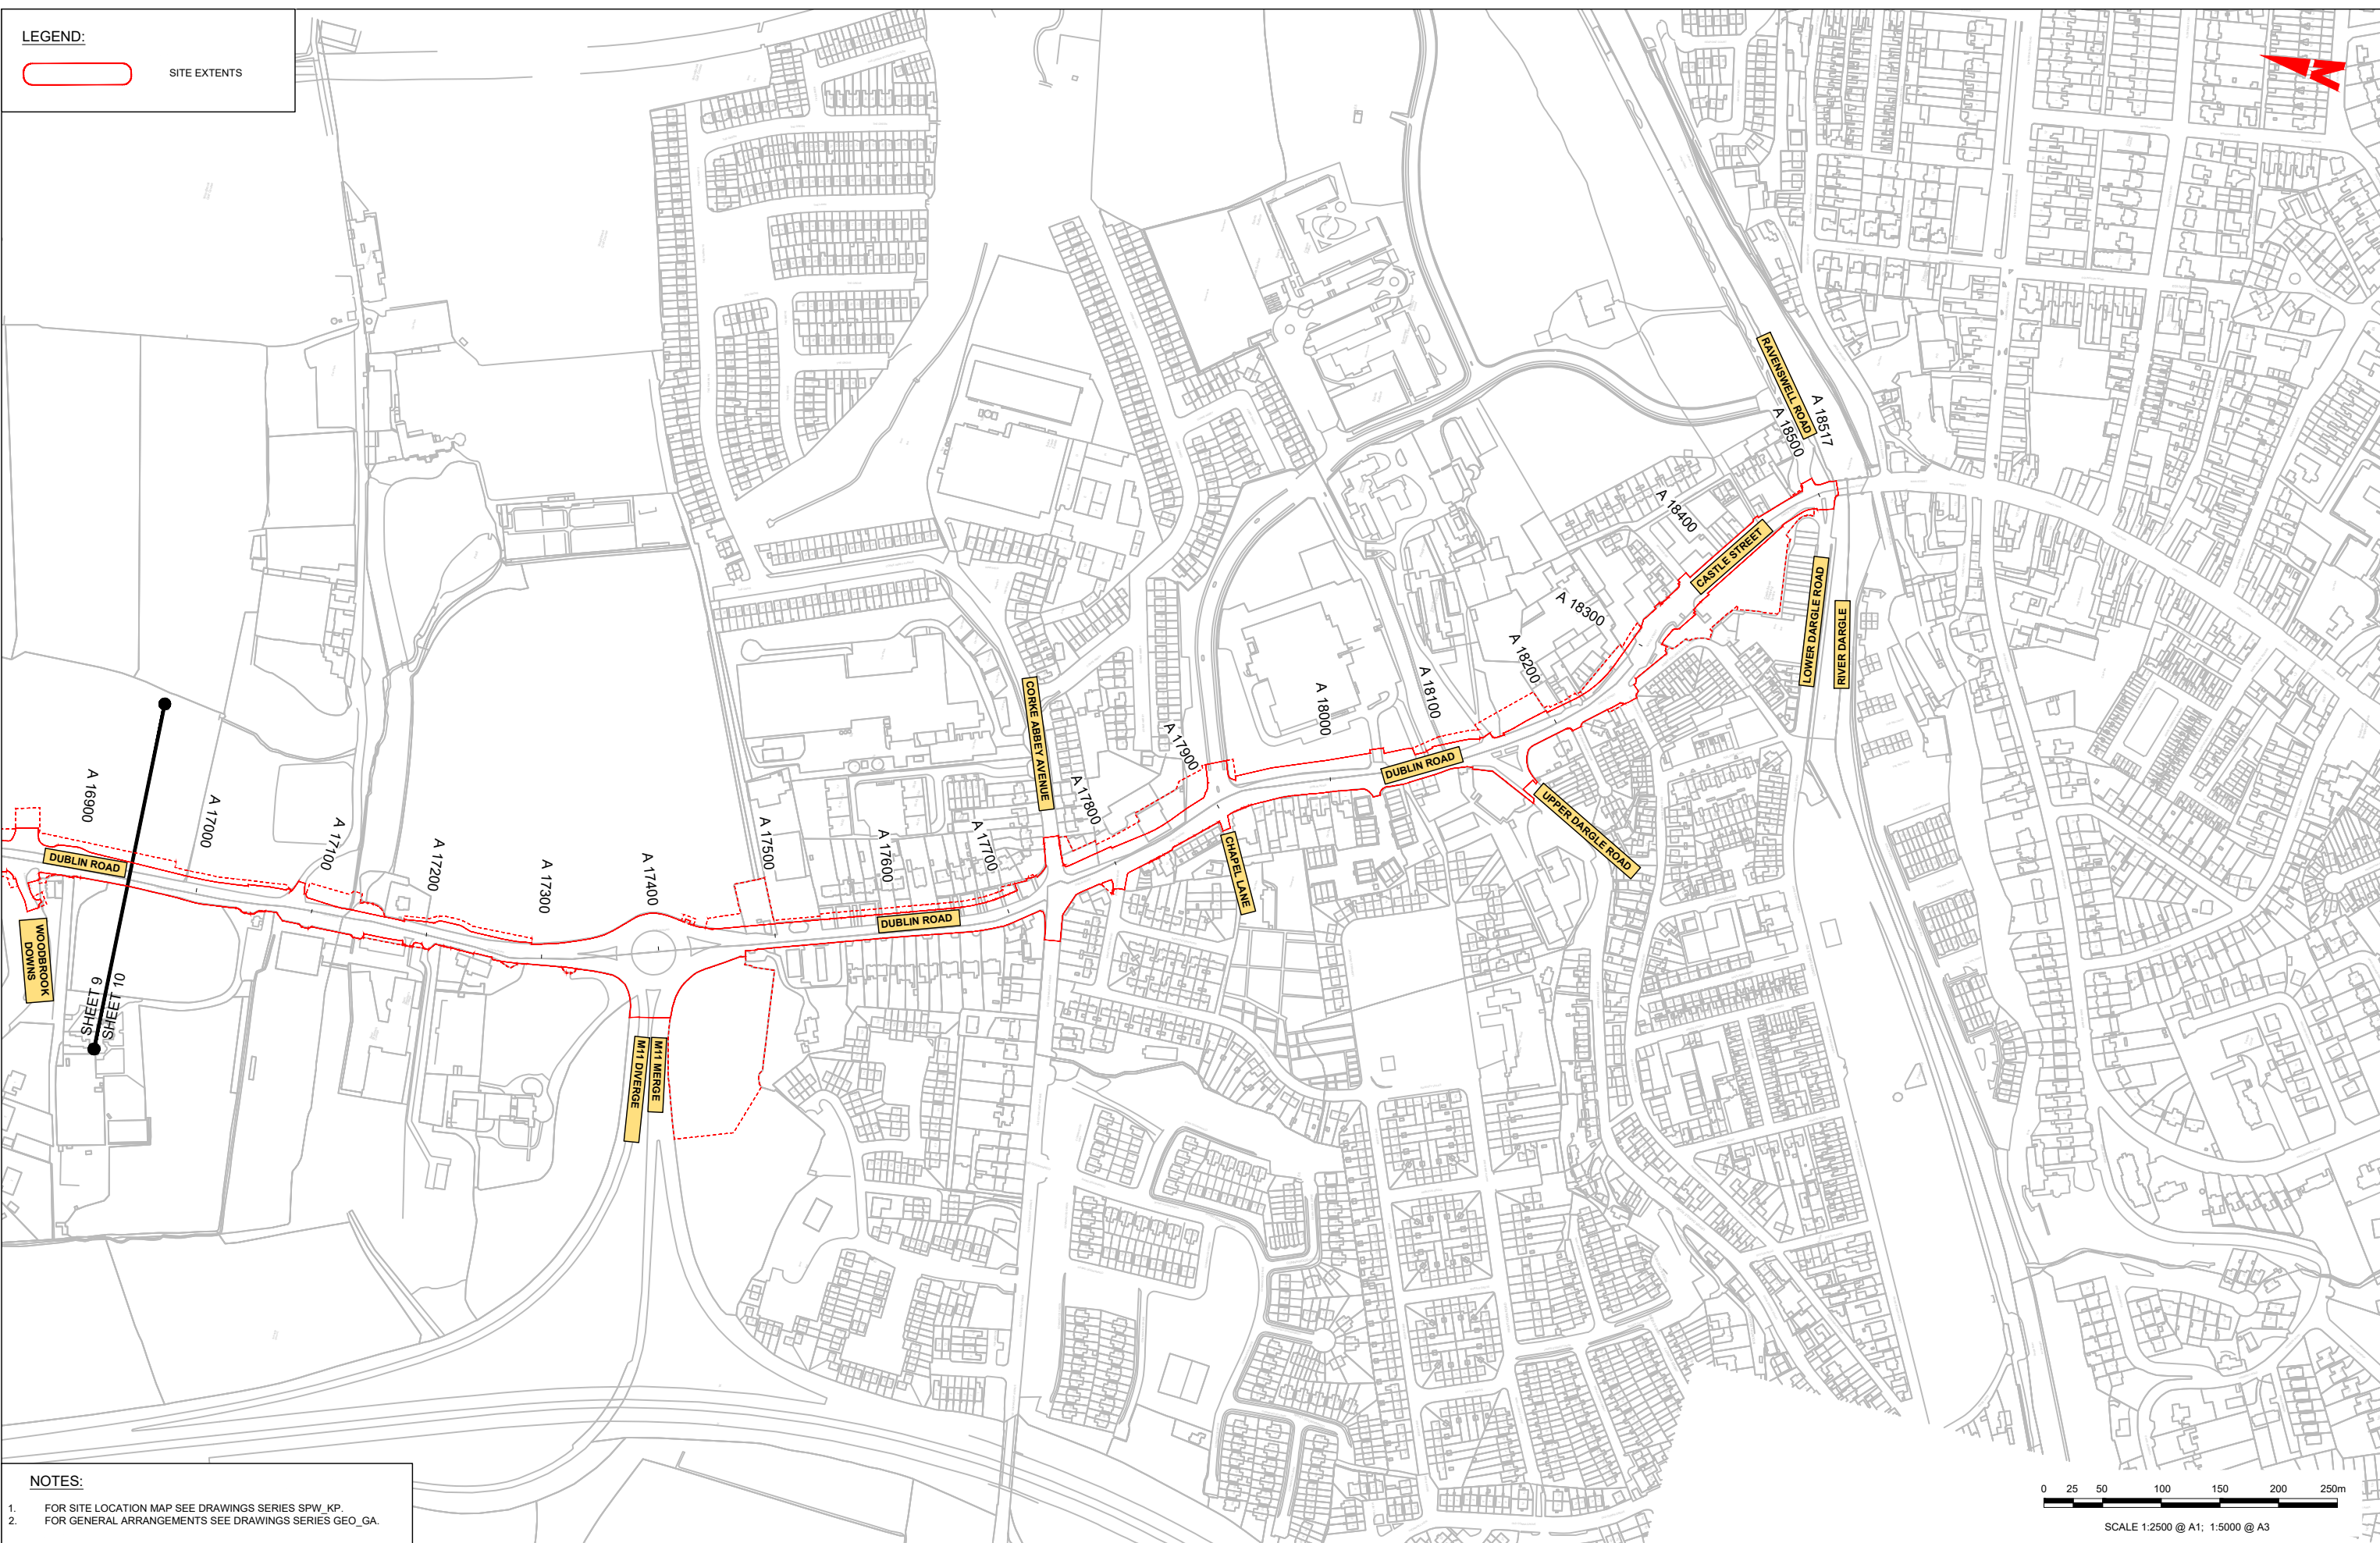 LEGEND:
SITE EXTENTS
N
RAVENSWELL ROAD
A 18517
A 18500
A 18400
CASTLE STREET
A 18300
LOWER DARGLE ROAD
RIVER DARGLE
A 18200
A 18100
A 18000
DUBLIN ROAD
UPPER DARGLE ROAD
CORKE ABBEY AVENUE
A 17900
A 17800
CHAPEL LANE
A 17700
A 17600
A 17500
DUBLIN ROAD
A 17400
A 17300
A 17200
A 17100
A 17000
A 16900
DUBLIN ROAD
WOODBROOK
DOWNS
SHEET 9
SHEET 10
M11 DIVERGE
M11 MERGE
NOTES:
1. FOR SITE LOCATION MAP SEE DRAWINGS SERIES SPW_KP.
2. FOR GENERAL ARRANGEMENTS SEE DRAWINGS SERIES GEO_GA.
0 25 50 100 150 200 250m
SCALE 1:2500 @ A1; 1:5000 @ A3